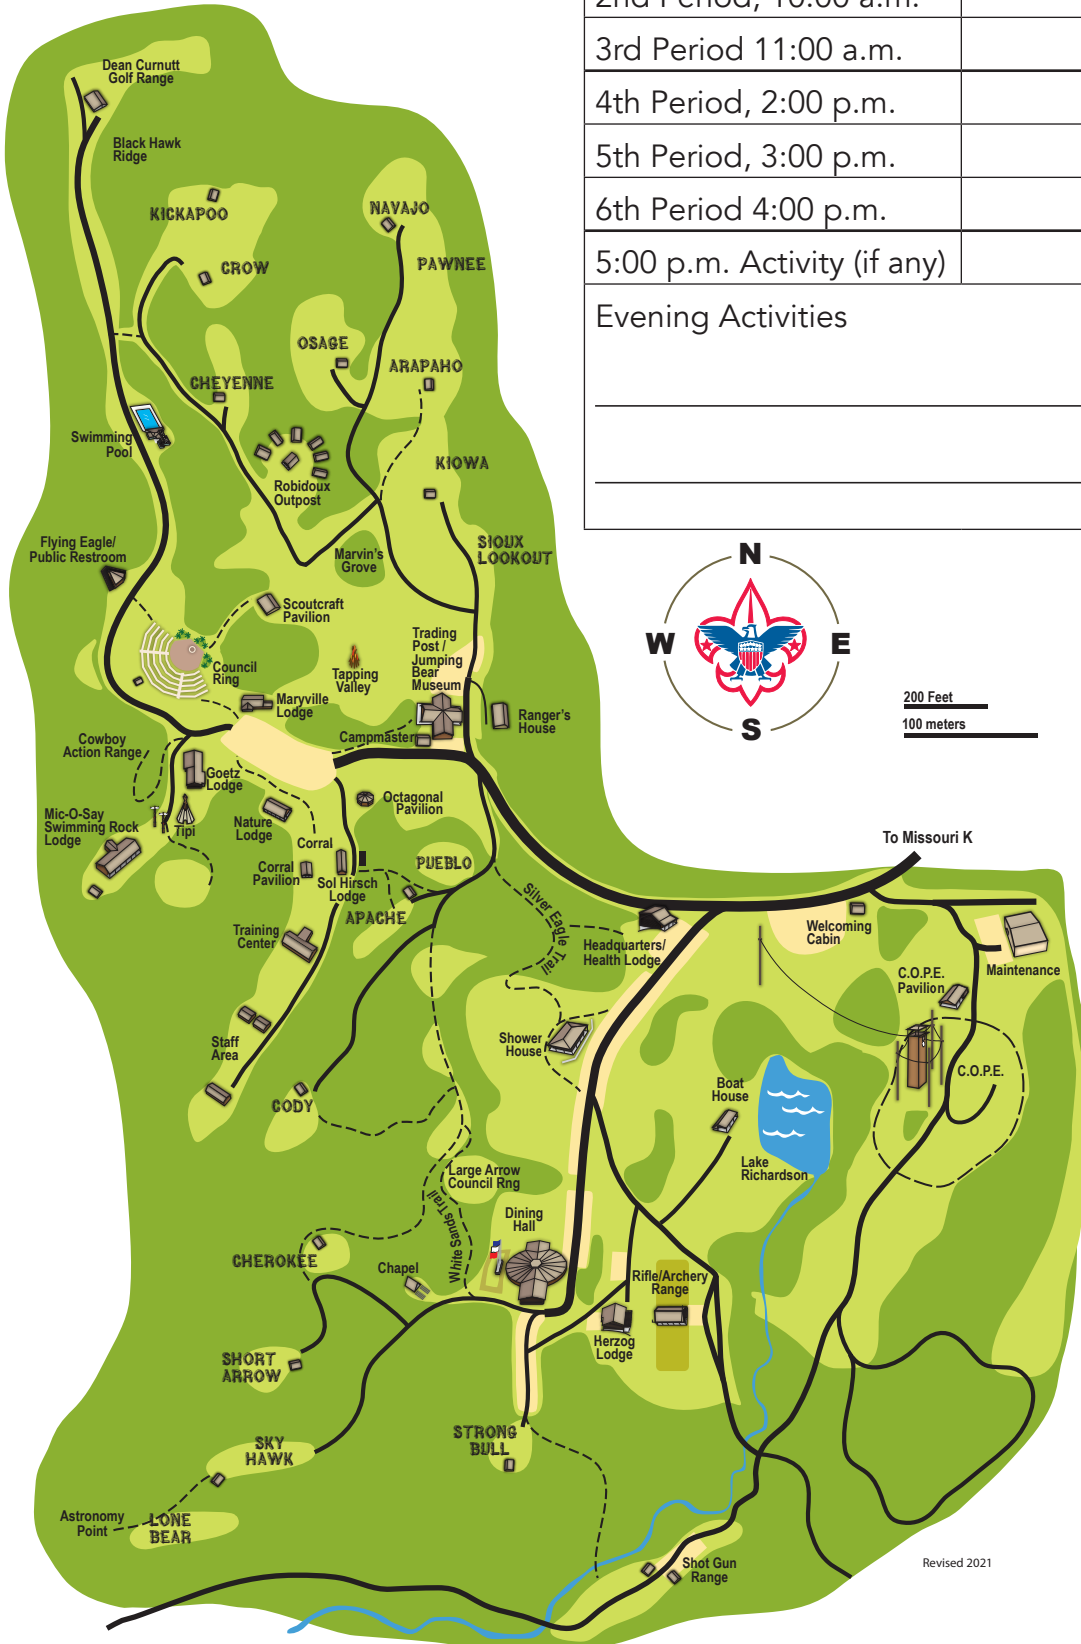 2nd Period, 10:00 a.m.
3rd Period 11:00 a.m.
4th Period, 2:00 p.m.
5th Period, 3:00 p.m.
6th Period 4:00 p.m.
5:00 p.m. Activity (if any)
Evening Activities
Dean Curnutt
Golf Range
Black Hawk
Ridge
KICKAPOO
NAVAJO
CROW
PAWNEE
OSAGE
ARAPAHO
CHEYENNE
Swimming
Pool
Robidoux
Outpost
KIOWA
Flying Eagle/
Public Restroom
Marvin's
Grove
SIOUX
LOOKOUT
Scoutcraft
Pavilion
Trading
Post /
Jumping
Bear
Museum
Council
Ring
Tapping
Valley
Maryville
Lodge
Ranger's
House
Campmaster
Cowboy
Action Range
Goetz
Lodge
Octagonal
Pavilion
Mic-O-Say
Swimming Rock
Lodge
Tipi
Nature
Lodge
Corral
Corral
Pavilion
Sol Hirsch
Lodge
PUEBLO
APACHE
N
W
E
S
200 Feet
100 meters
To Missouri K
Silver Eagle
Trail
Training
Center
Headquarters/
Health Lodge
Welcoming
Cabin
Maintenance
C.O.P.E.
Pavilion
Staff
Area
Shower
House
C.O.P.E.
CODY
Boat
House
Lake
Richardson
Large Arrow
Council Rng
White Sands Trail
Dining
Hall
CHEROKEE
Chapel
Rifle/Archery
Range
Herzog
Lodge
SHORT
ARROW
STRONG
BULL
SKY
HAWK
Astronomy
Point
LONE
BEAR
Shot Gun
Range
Revised 2021